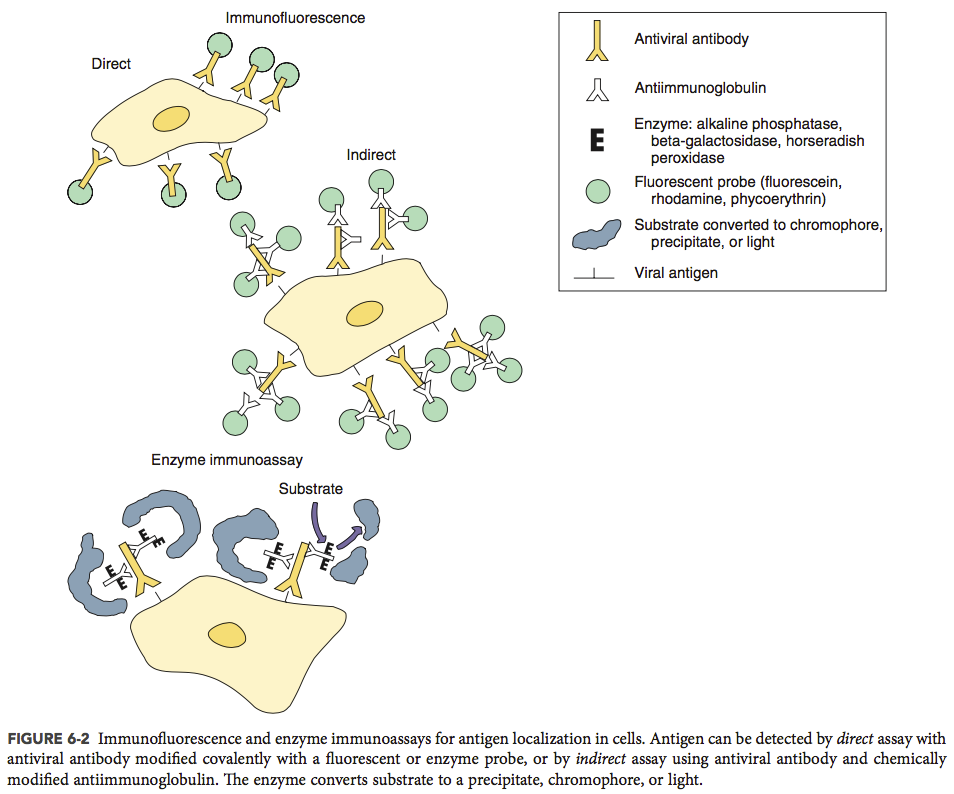 Immunofluorescence
Direct
Indirect
Enzyme immunoassay
Substrate
E
E
E
E
E
E
E
E
Antiviral antibody
Antiimmunoglobulin
E
Enzyme: alkaline phosphatase,
beta-galactosidase, horseradish
peroxidase
Fluorescent probe (fluorescein,
rhodamine, phycoerythrin)
Substrate converted to chromophore,
precipitate, or light
Viral antigen
FIGURE 6-2 Immunofluorescence and enzyme immunoassays for antigen localization in cells. Antigen can be detected by direct assay with
antiviral antibody modified covalently with a fluorescent or enzyme probe, or by indirect assay using antiviral antibody and chemically
modified antiimmunoglobulin. The enzyme converts substrate to a precipitate, chromophore, or light.